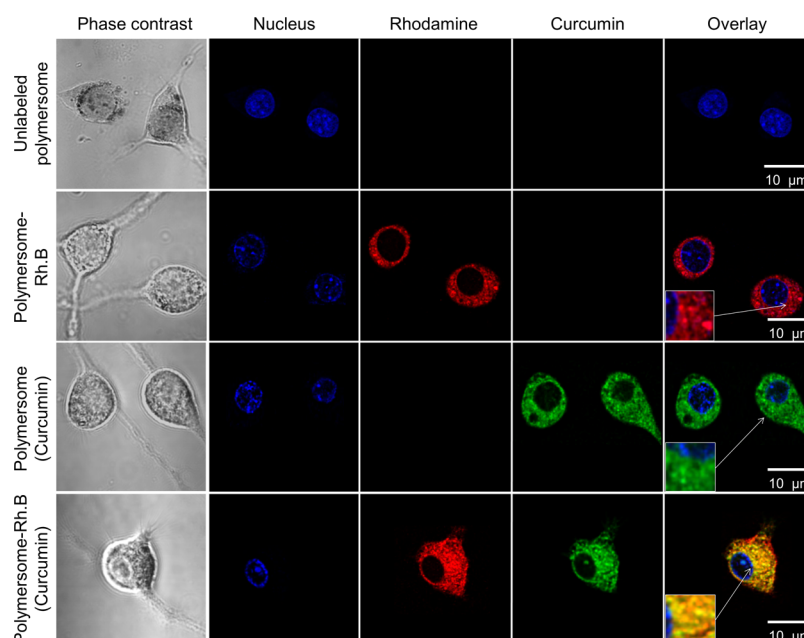 Phase contrast Nucleus Rhodamine Curcumin Overlay
Unlabeled
polymersome
10 μm
Polymersome-
Rh.B
10 μm
Polymersome
(Curcumin)
10 μm
Polymersome-Rh.B
(Curcumin)
10 μm